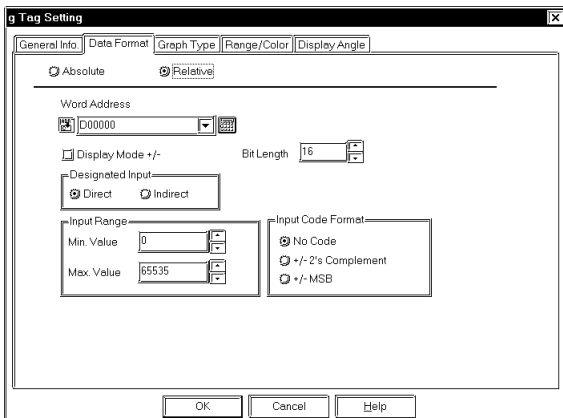 g Tag Setting
General Info. Data Format Graph Type Range/Color Display Angle
Absolute Relative
Word Address
D00000
Display Mode +/- Bit Length 16
Designated Input
Direct Indirect
Input Range Input Code Format
Min. Value 0 No Code
+/- 2's Complement
Max. Value 65535
+/- MSB
OK Cancel Help